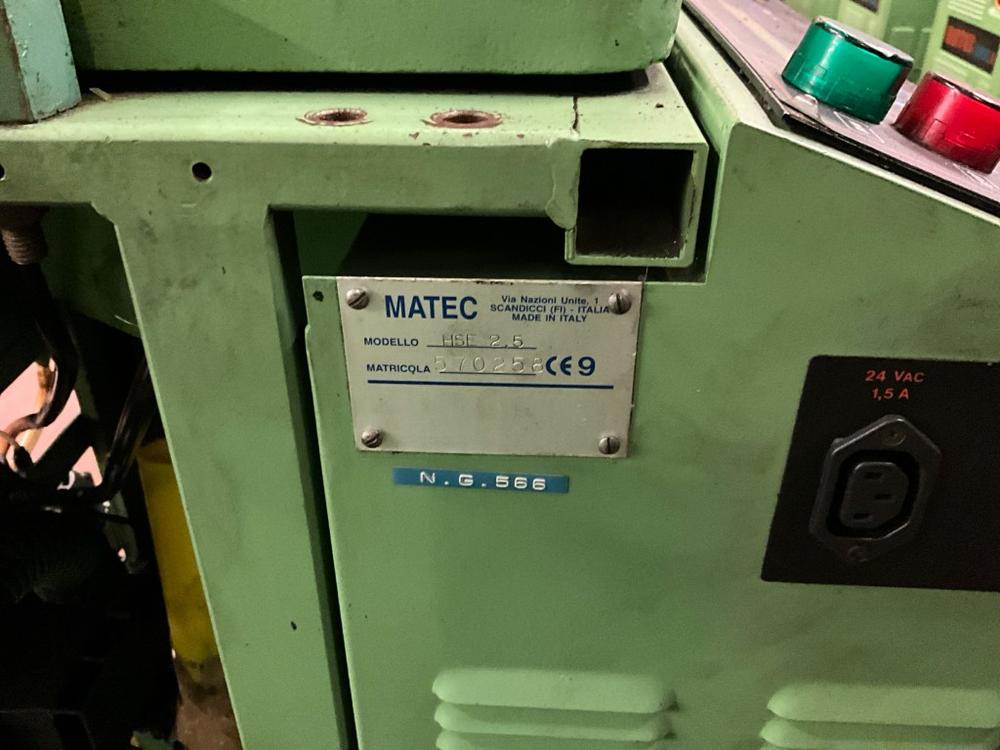 MATEC
Via Nazioni Unite, 1
SCANDICCI (FI) - ITALIA
MADE IN ITALY
MODELLO HSE 2.5
MATRICOLA 570258 CE 9
N.G.566
24 VAC
1,5 A